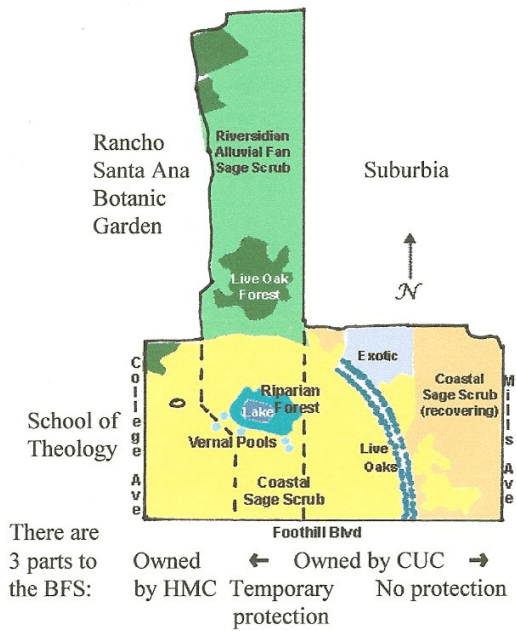 Rancho
Santa Ana
Botanic
Garden
Riversidian
Alluvial Fan
Sage Scrub
Suburbia
Live Oak
Forest
N
College Ave
School of
Theology
Exotic
Coastal
Sage Scrub
(recovering)
Mills Ave
Riparian
Forest
Lake
Vernal Pools
Live
Oaks
Coastal
Sage Scrub
Foothill Blvd
There are
3 parts to
the BFS:
Owned
by HMC
← Owned by CUC →
Temporary
protection
No protection